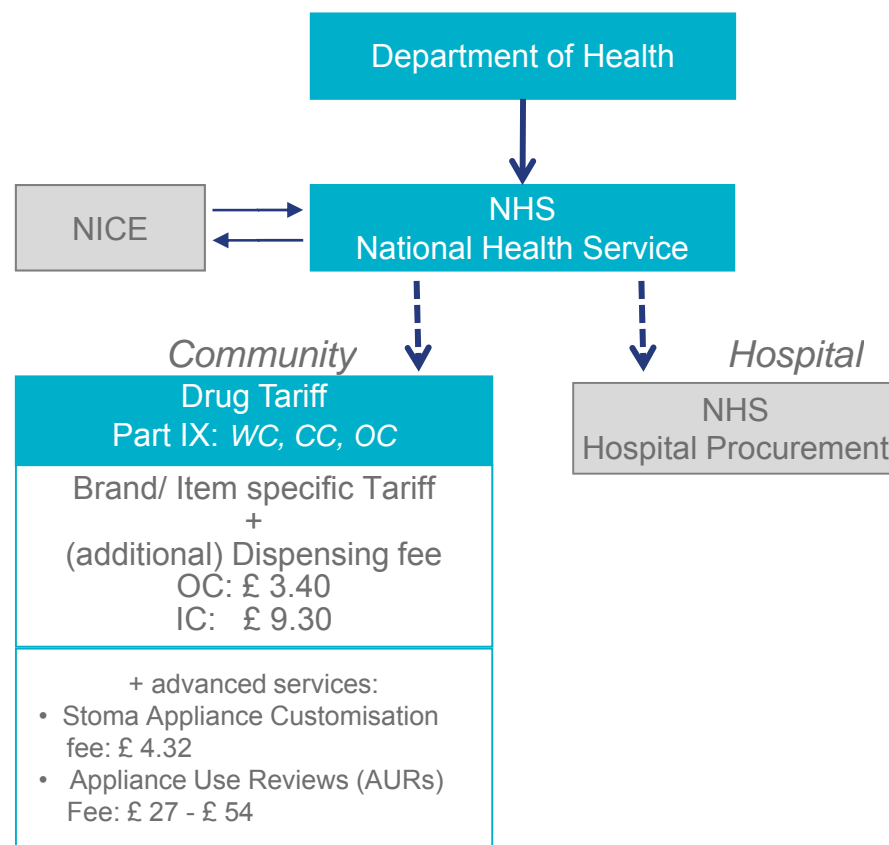 Department of Health
NICE
NHS
National Health Service
Community
Hospital
Drug Tariff
Part IX: WC, CC, OC
NHS
Hospital Procurement
Brand/ Item specific Tariff
+
(additional) Dispensing fee
OC: £ 3.40
IC: £ 9.30
+ advanced services:
• Stoma Appliance Customisation
fee: £ 4.32
• Appliance Use Reviews (AURs)
Fee: £ 27 - £ 54